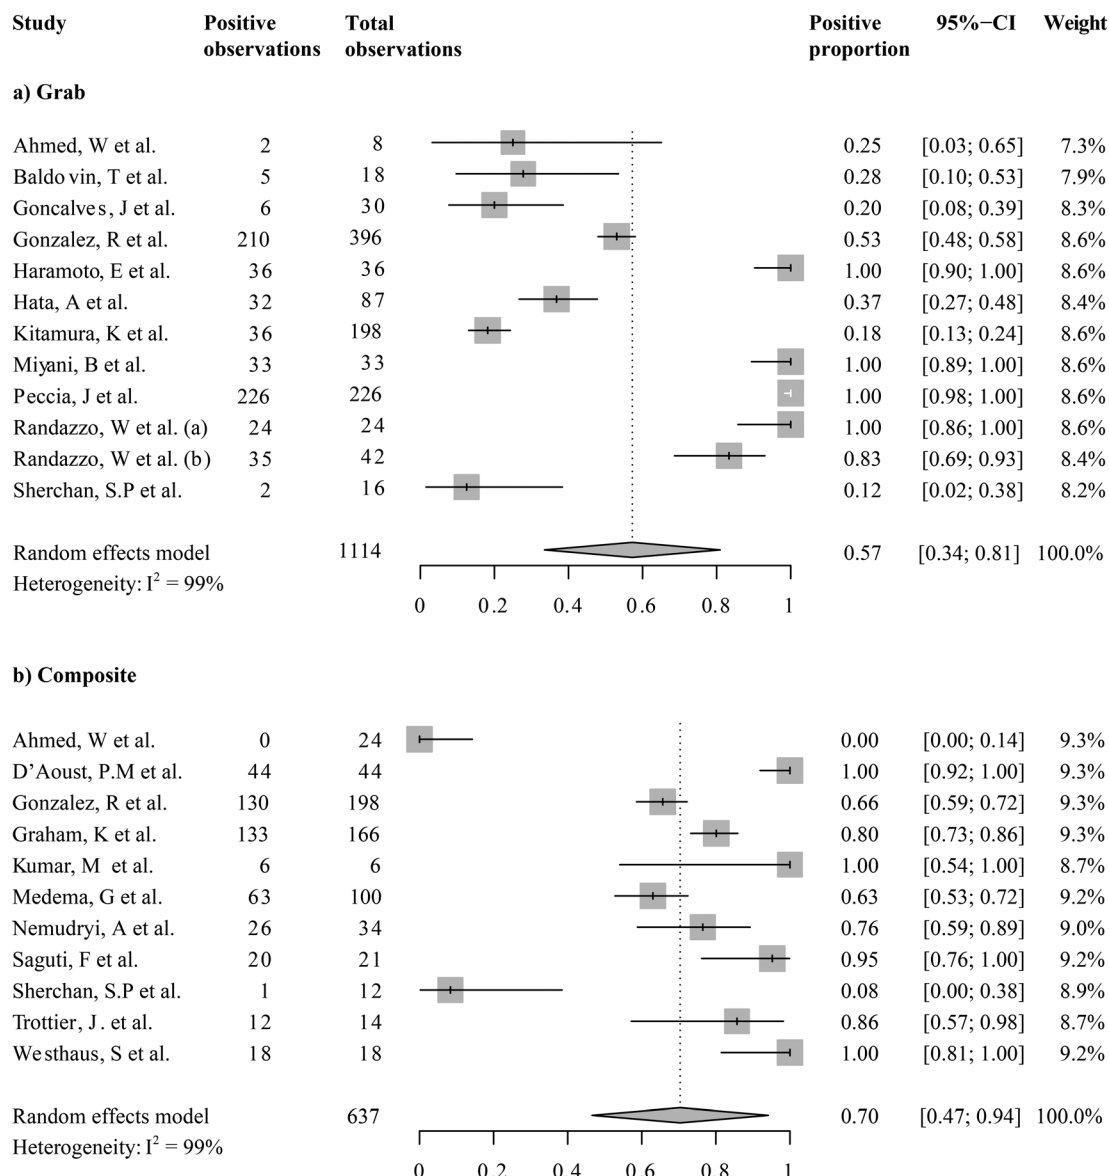 Study Positive observations Total observations Positive proportion 95%−CI Weight
a) Grab
Ahmed, W et al. 2 8 0.25 [0.03; 0.65] 7.3%
Baldovin, T et al. 5 18 0.28 [0.10; 0.53] 7.9%
Goncalves, J et al. 6 30 0.20 [0.08; 0.39] 8.3%
Gonzalez, R et al. 210 396 0.53 [0.48; 0.58] 8.6%
Haramoto, E et al. 36 36 1.00 [0.90; 1.00] 8.6%
Hata, A et al. 32 87 0.37 [0.27; 0.48] 8.4%
Kitamura, K et al. 36 198 0.18 [0.13; 0.24] 8.6%
Miyani, B et al. 33 33 1.00 [0.89; 1.00] 8.6%
Peccia, J et al. 226 226 1.00 [0.98; 1.00] 8.6%
Randazzo, W et al. (a) 24 24 1.00 [0.86; 1.00] 8.6%
Randazzo, W et al. (b) 35 42 0.83 [0.69; 0.93] 8.4%
Sherchan, S.P et al. 2 16 0.12 [0.02; 0.38] 8.2%
Random effects model 1114 0.57 [0.34; 0.81] 100.0%
Heterogeneity: I² = 99%
0 0.2 0.4 0.6 0.8 1
b) Composite
Ahmed, W et al. 0 24 0.00 [0.00; 0.14] 9.3%
D’Aoust, P.M et al. 44 44 1.00 [0.92; 1.00] 9.3%
Gonzalez, R et al. 130 198 0.66 [0.59; 0.72] 9.3%
Graham, K et al. 133 166 0.80 [0.73; 0.86] 9.3%
Kumar, M et al. 6 6 1.00 [0.54; 1.00] 8.7%
Medema, G et al. 63 100 0.63 [0.53; 0.72] 9.2%
Nemudryi, A et al. 26 34 0.76 [0.59; 0.89] 9.0%
Saguti, F et al. 20 21 0.95 [0.76; 1.00] 9.2%
Sherchan, S.P et al. 1 12 0.08 [0.00; 0.38] 8.9%
Trottier, J. et al. 12 14 0.86 [0.57; 0.98] 8.7%
Westhaus, S et al. 18 18 1.00 [0.81; 1.00] 9.2%
Random effects model 637 0.70 [0.47; 0.94] 100.0%
Heterogeneity: I² = 99%
0 0.2 0.4 0.6 0.8 1